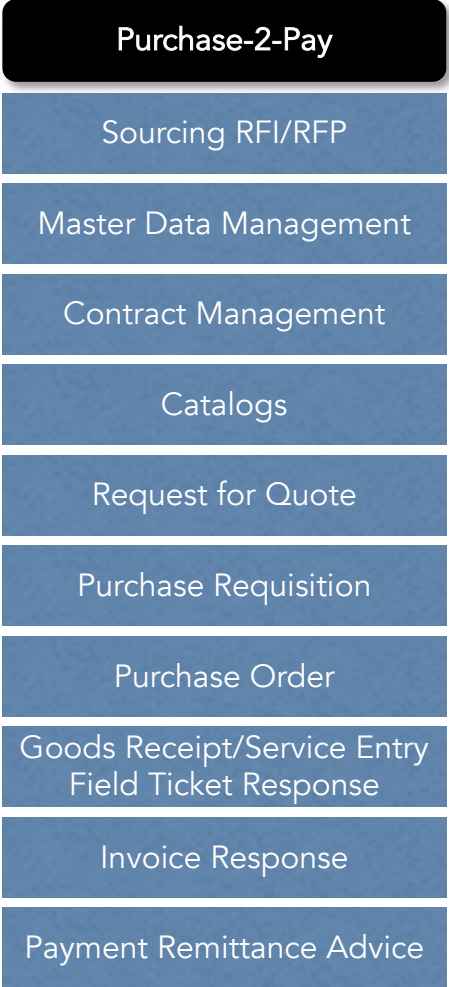 Purchase-2-Pay
Sourcing RFI/RFP
Master Data Management
Contract Management
Catalogs
Request for Quote
Purchase Requisition
Purchase Order
Goods Receipt/Service Entry
Field Ticket Response
Invoice Response
Payment Remittance Advice